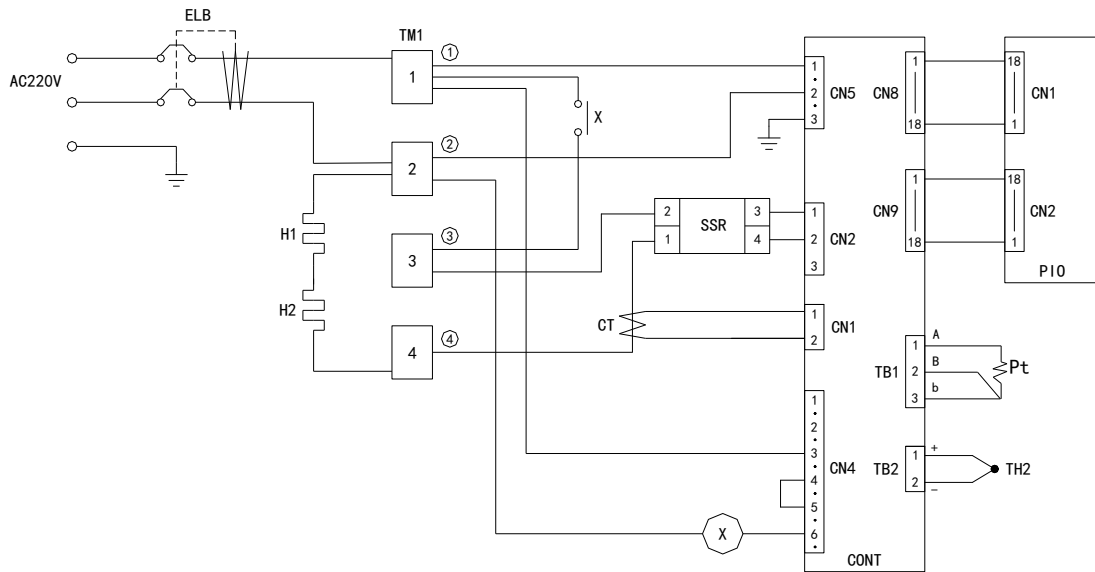 ELB
TM1
AC220V
1
①
2
②
3
③
4
④
H1
H2
X
2
1
SSR
3
4
CT
X
1
2
3
CN5
1
2
3
CN2
1
2
CN1
1
2
3
4
5
6
CN4
CONT
1
18
CN8
1
18
CN9
18
1
CN1
18
1
CN2
PIO
1
2
3
TB1
A
B
b
Pt
1
2
TB2
+
−
TH2